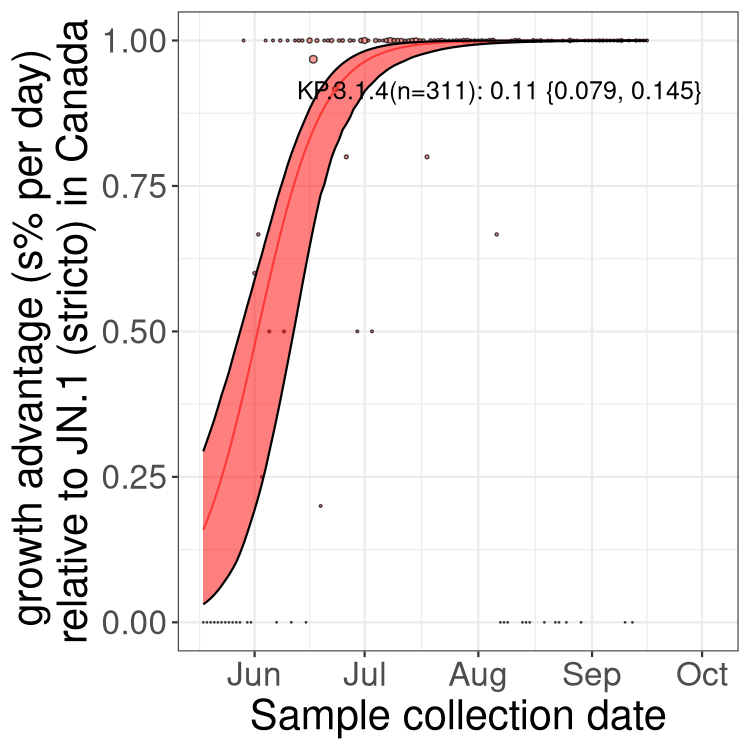 growth advantage (s% per day)
relative to JN.1 (stricto) in Canada
1.00
0.75
0.50
0.25
0.00
KP.3.1.4(n=311): 0.11 {0.079, 0.145}
Jun Jul Aug Sep Oct
Sample collection date